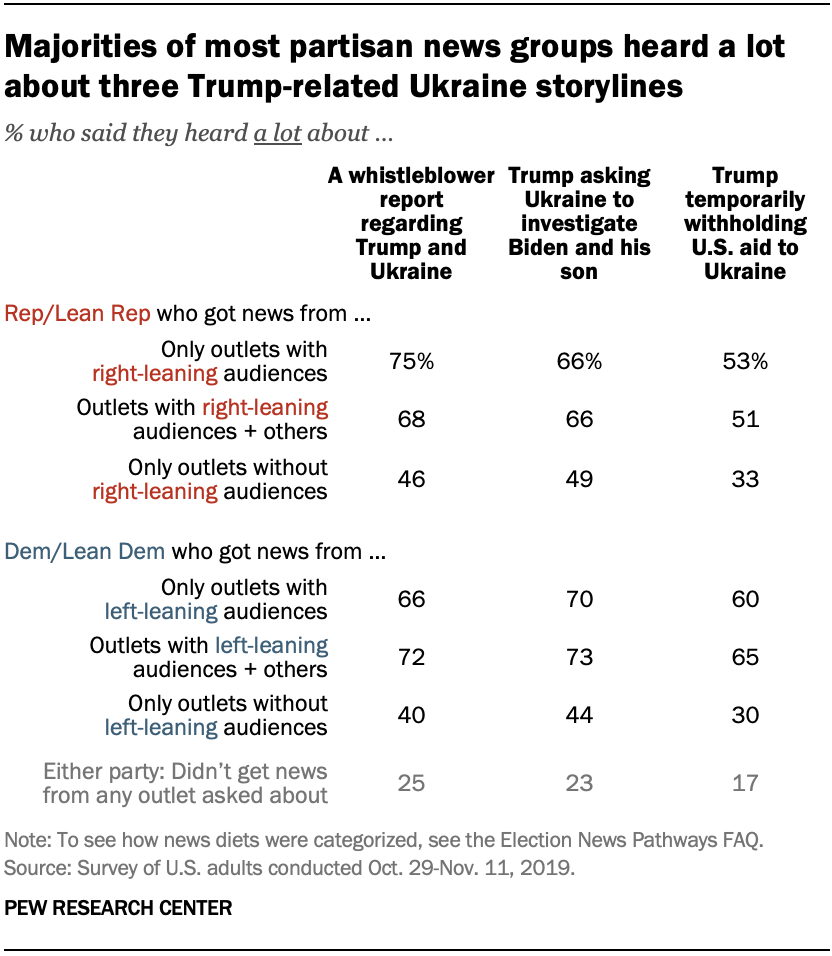 Majorities of most partisan news groups heard a lot
about three Trump-related Ukraine storylines
% who said they heard a lot about ...
A whistleblower
report
regarding
Trump and
Ukraine
Trump asking
Ukraine to
investigate
Biden and his
son
Trump
temporarily
withholding
U.S. aid to
Ukraine
Rep/Lean Rep who got news from ...
Only outlets with
right-leaning audiences
75% 66% 53%
Outlets with right-leaning
audiences + others
68 66 51
Only outlets without
right-leaning audiences
46 49 33
Dem/Lean Dem who got news from ...
Only outlets with
left-leaning audiences
66 70 60
Outlets with left-leaning
audiences + others
72 73 65
Only outlets without
left-leaning audiences
40 44 30
Either party: Didn't get news
from any outlet asked about
25 23 17
Note: To see how news diets were categorized, see the Election News Pathways FAQ.
Source: Survey of U.S. adults conducted Oct. 29-Nov. 11, 2019.
PEW RESEARCH CENTER